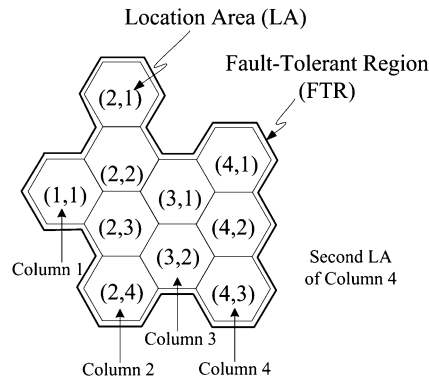 Location Area (LA)
Fault-Tolerant Region
(FTR)
(2,1)
(2,2)
(4,1)
(1,1)
(3,1)
(2,3)
(4,2)
(3,2)
Second LA
of Column 4
Column 1
(2,4)
(4,3)
Column 3
Column 2
Column 4